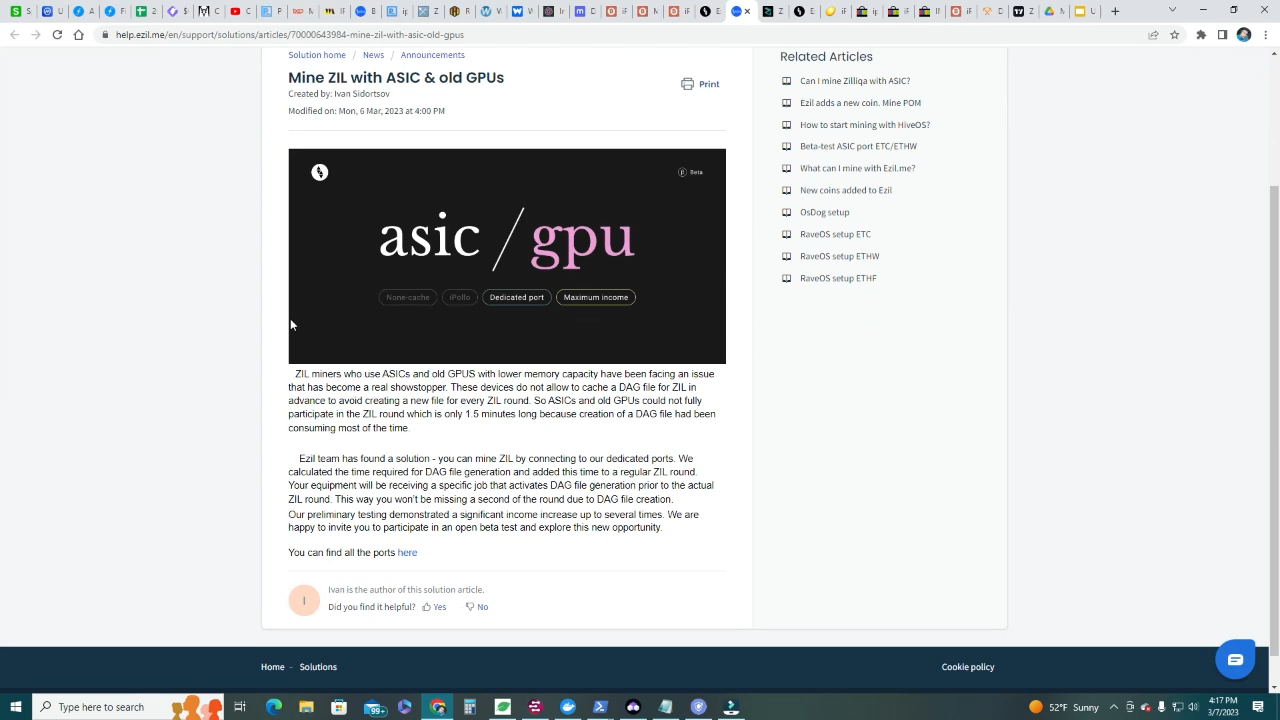 help.ezil.me/en/support/solutions/articles/70000643984-mine-zil-with-asic-old-gpus
Solution home / News / Announcements
Mine ZIL with ASIC & old GPUs
Print
Created by: Ivan Sidortsov
Modified on: Mon, 6 Mar, 2023 at 4:00 PM
Beta
asic / gpu
None-cache
iPollo
Dedicated port
Maximum income
ZIL miners who use ASICs and old GPUS with lower memory capacity have been facing an issue
that has become a real showstopper. These devices do not allow to cache a DAG file for ZIL in
advance to avoid creating a new file for every ZIL round. So ASICs and old GPUs could not fully
participate in the ZIL round which is only 1.5 minutes long because creation of a DAG file had been
consuming most of the time.
Ezil team has found a solution - you can mine ZIL by connecting to our dedicated ports. We
calculated the time required for DAG file generation and added this time to a regular ZIL round.
Your equipment will be receiving a specific job that activates DAG file generation prior to the actual
ZIL round. This way you won't be missing a second of the round due to DAG file creation.
Our preliminary testing demonstrated a significant income increase up to several times. We are
happy to invite you to participate in an open beta test and explore this new opportunity.
You can find all the ports here
I
Ivan is the author of this solution article.
Did you find it helpful? Yes No
Related Articles
Can I mine Zilliqa with ASIC?
Ezil adds a new coin. Mine POM
How to start mining with HiveOS?
Beta-test ASIC port ETC/ETHW
What can I mine with Ezil.me?
New coins added to Ezil
OsDog setup
RaveOS setup ETC
RaveOS setup ETHW
RaveOS setup ETHF
Home - Solutions
Cookie policy
Type here to search
99+
52°F Sunny
4:17 PM
3/7/2023